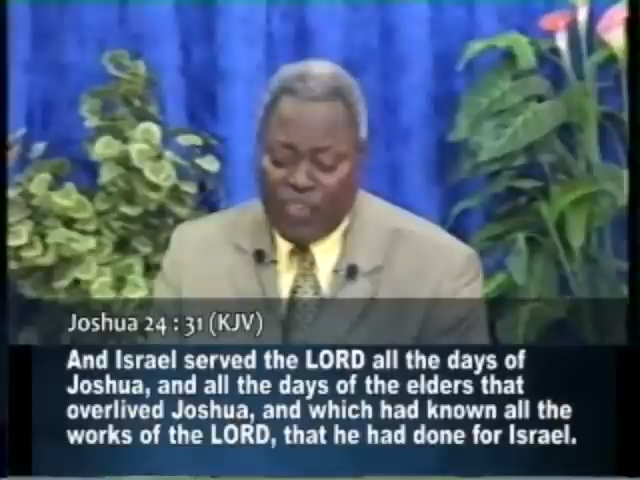 Joshua 24 : 31 (KJV)
And Israel served the LORD all the days of
Joshua, and all the days of the elders that
overlived Joshua, and which had known all the
works of the LORD, that he had done for Israel.